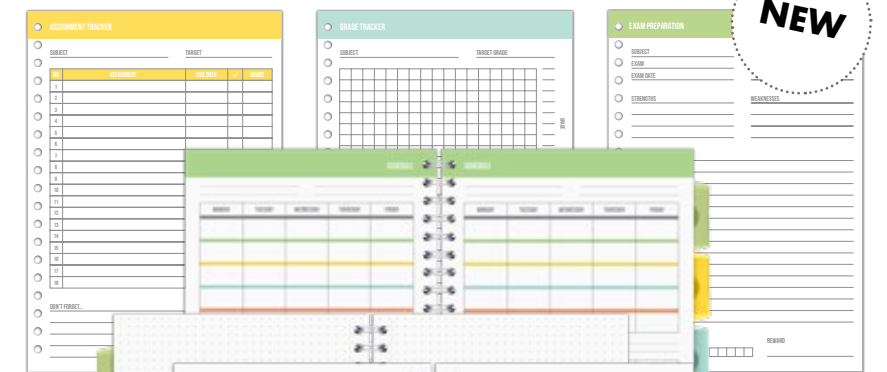 ASSIGNMENT TRACKER
SUBJECT TARGET
NO. ASSIGNMENT DUE DATE ✓ GRADE
1
2
3
4
5
6
7
8
9
10
11
12
13
14
15
16
17
18
DON'T FORGET...
GRADE TRACKER
SUBJECT TARGET GRADE
GRADE
EXAM PREPARATION
SUBJECT
EXAM
EXAM DATE
STRENGTHS WEAKNESSES
REWARD
NEW
SCHEDULE
MONDAY TUESDAY WEDNESDAY THURSDAY FRIDAY
SCHEDULE
MONDAY TUESDAY WEDNESDAY THURSDAY FRIDAY